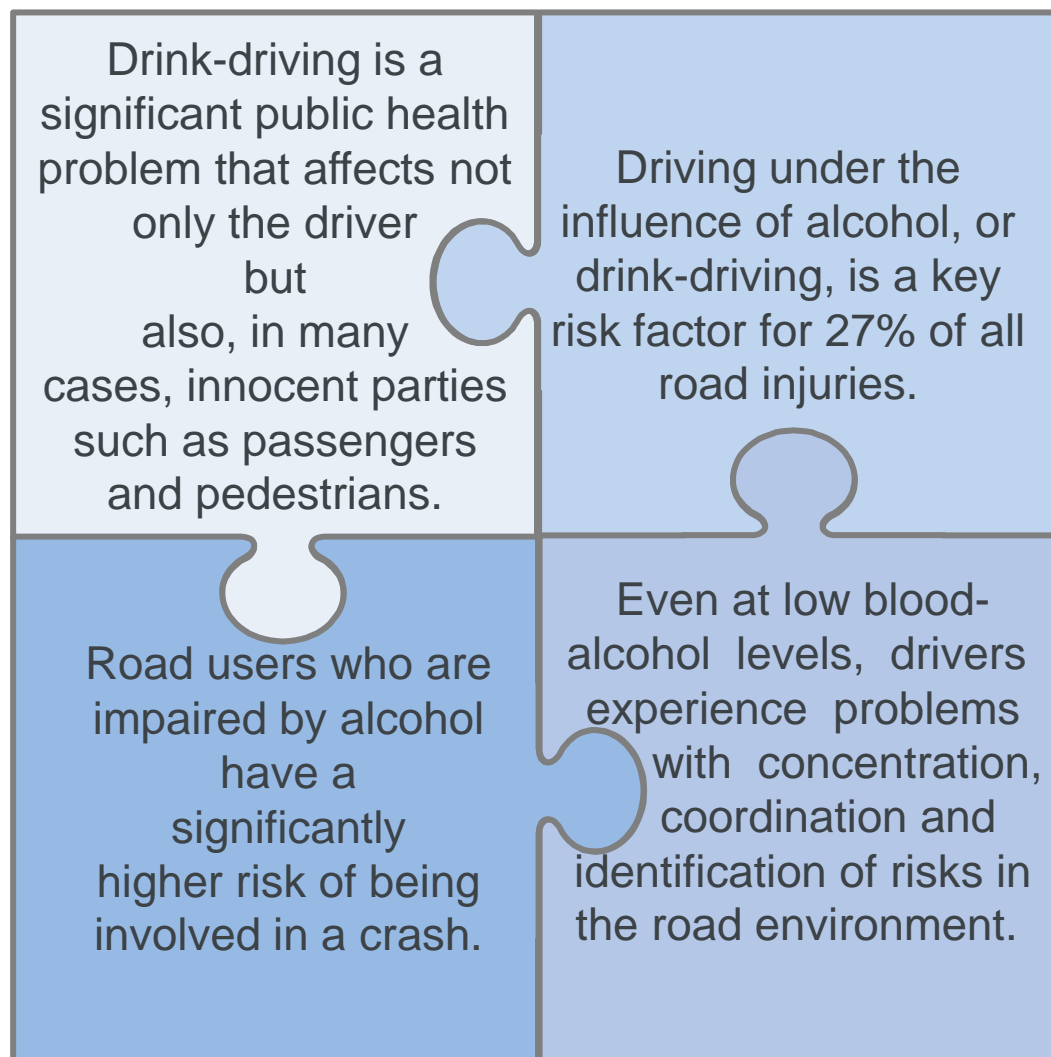 Drink-driving is a
significant public health
problem that affects not
only the driver
but
also, in many
cases, innocent parties
such as passengers
and pedestrians.
Driving under the
influence of alcohol, or
drink-driving, is a key
risk factor for 27% of all
road injuries.
Road users who are
impaired by alcohol
have a
significantly
higher risk of being
involved in a crash.
Even at low blood-
alcohol levels, drivers
experience problems
with concentration,
coordination and
identification of risks in
the road environment.